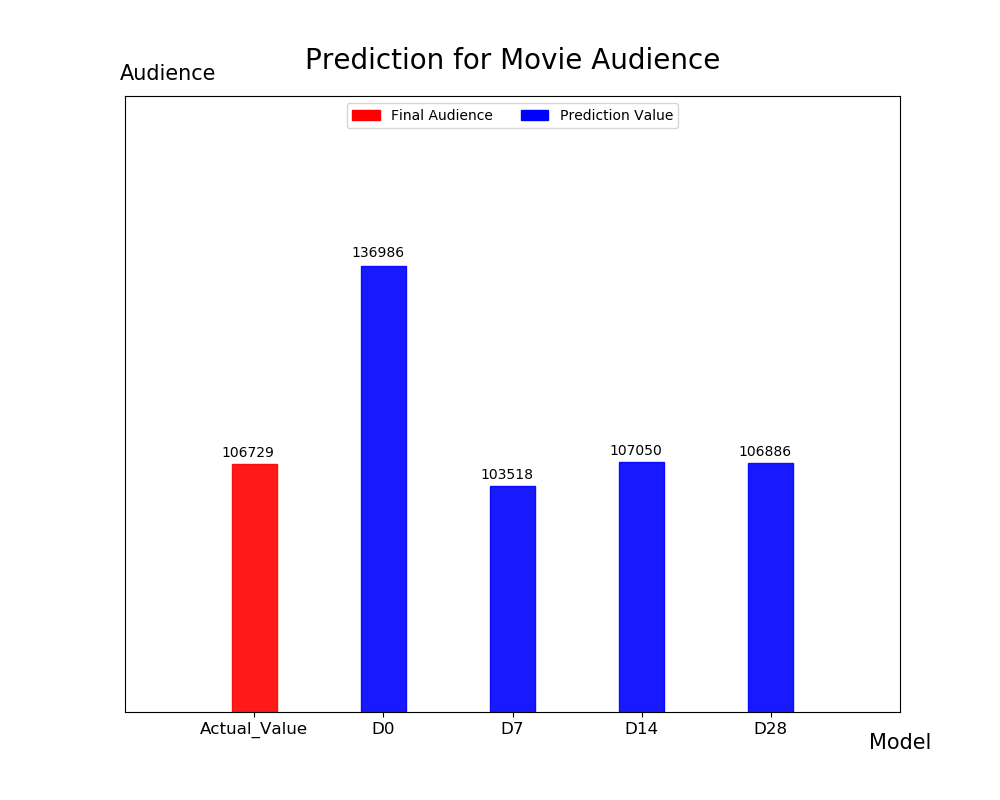 Prediction for Movie Audience
Audience
Final Audience
Prediction Value
136986
106729
103518
107050
106886
Actual_Value
D0
D7
D14
D28
Model